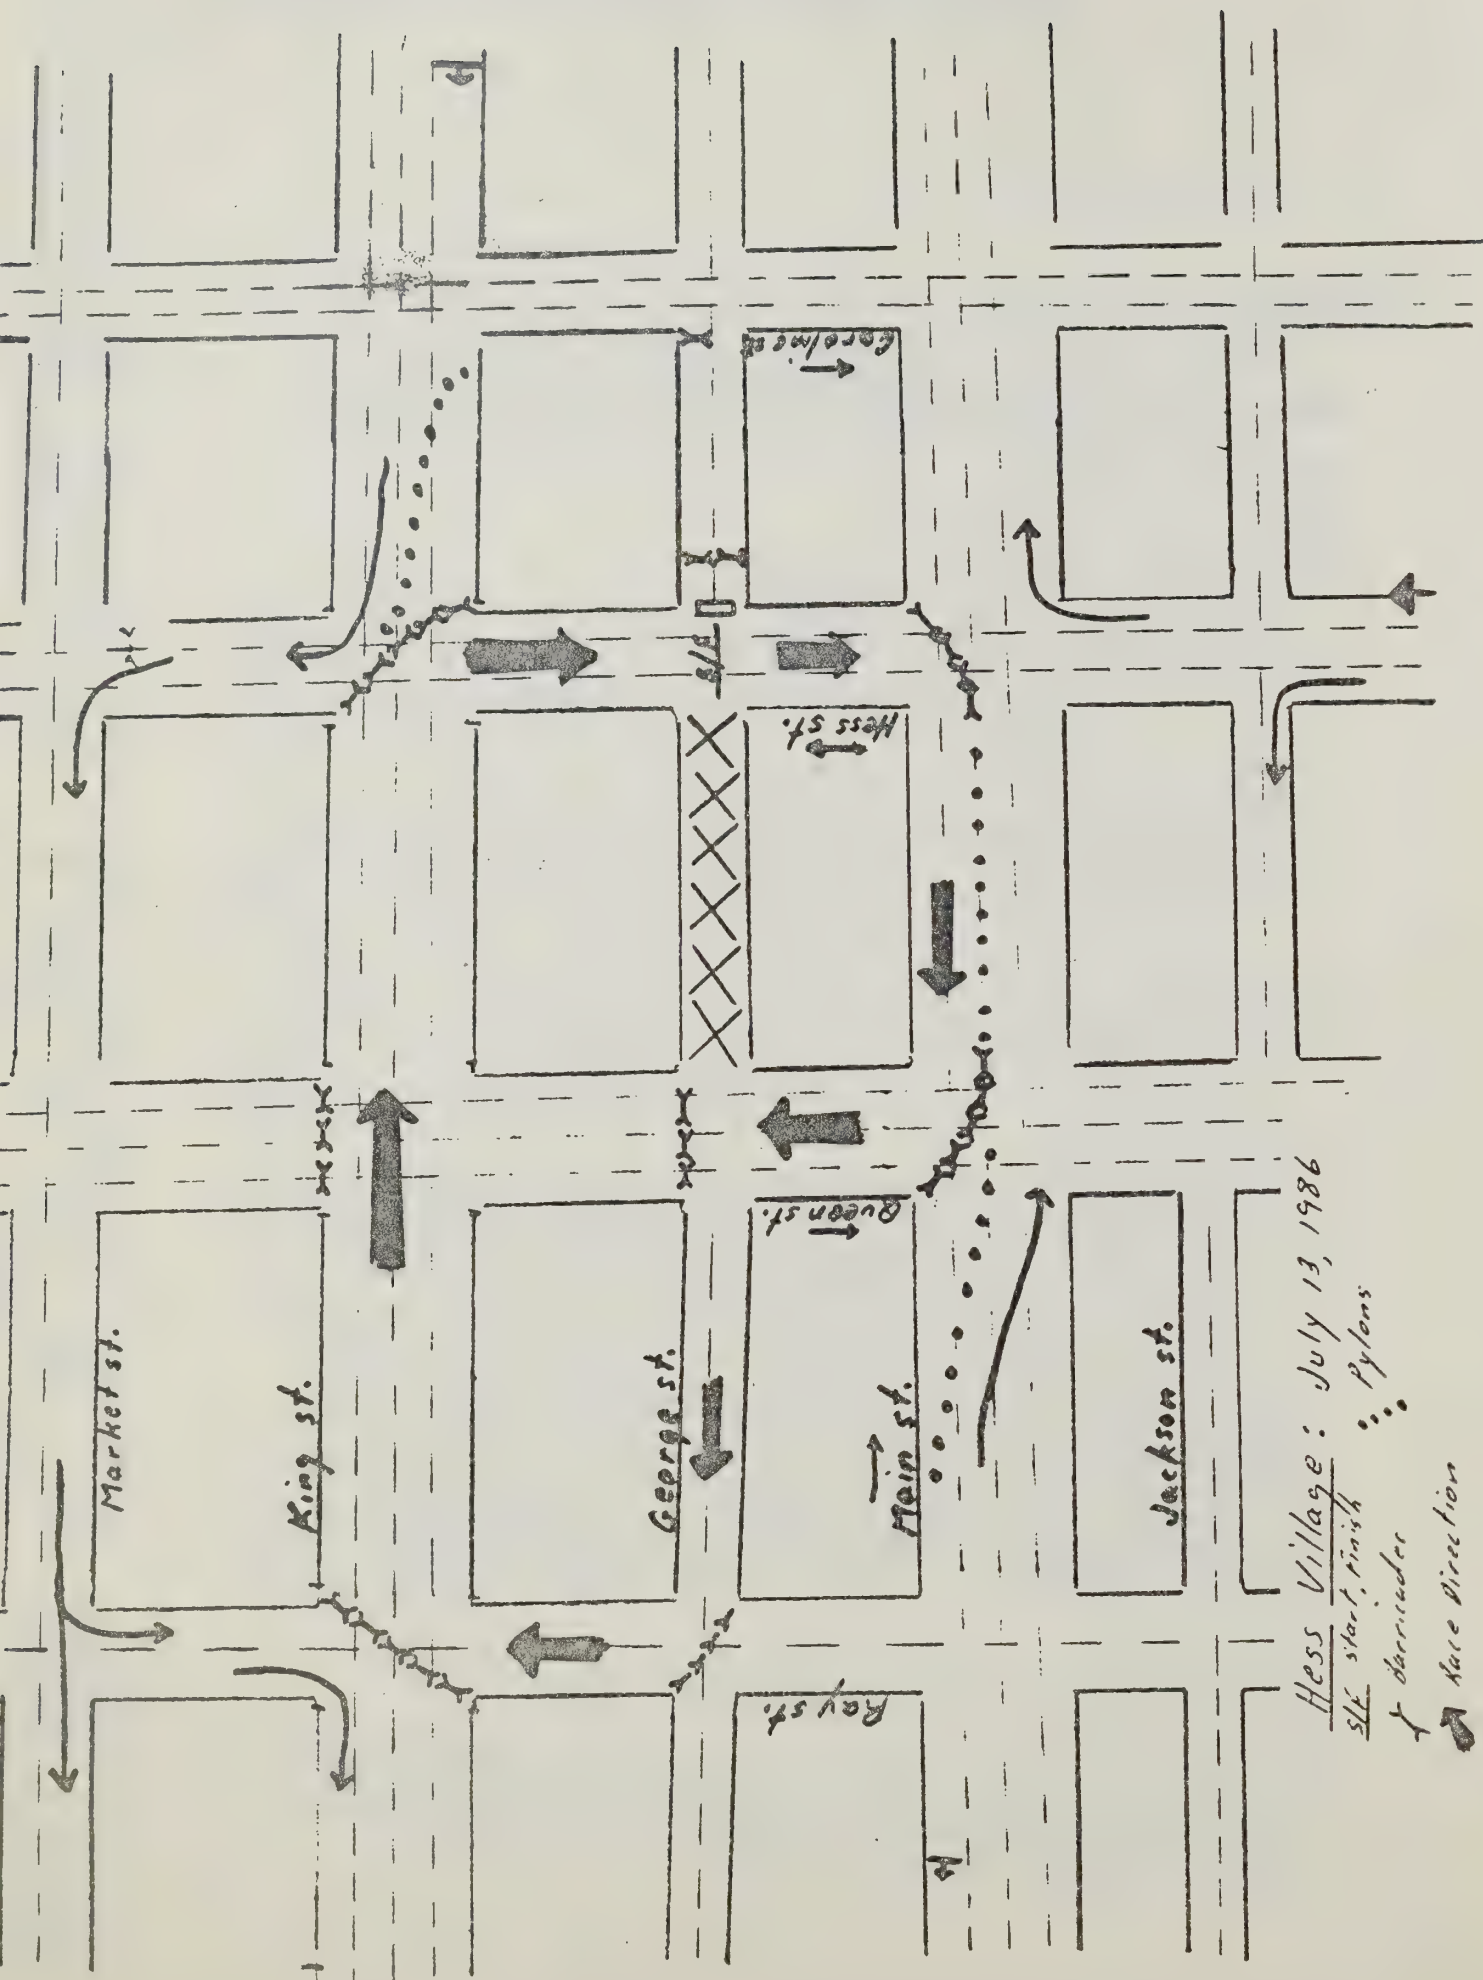 Caroline st.
S/F
Hess st.
Queen st.
Market st.
King st.
George st.
Main st.
Jackson st.
Ray st.
Hess Village : July 13, 1986
S/F start, Finish
Pylons
barricades
Race Direction